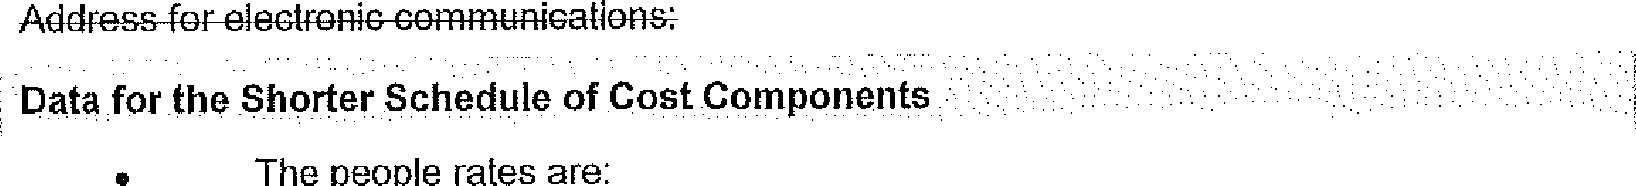 Address for electronic communications:
Data for the Shorter Schedule of Cost Components
• The people rates are: